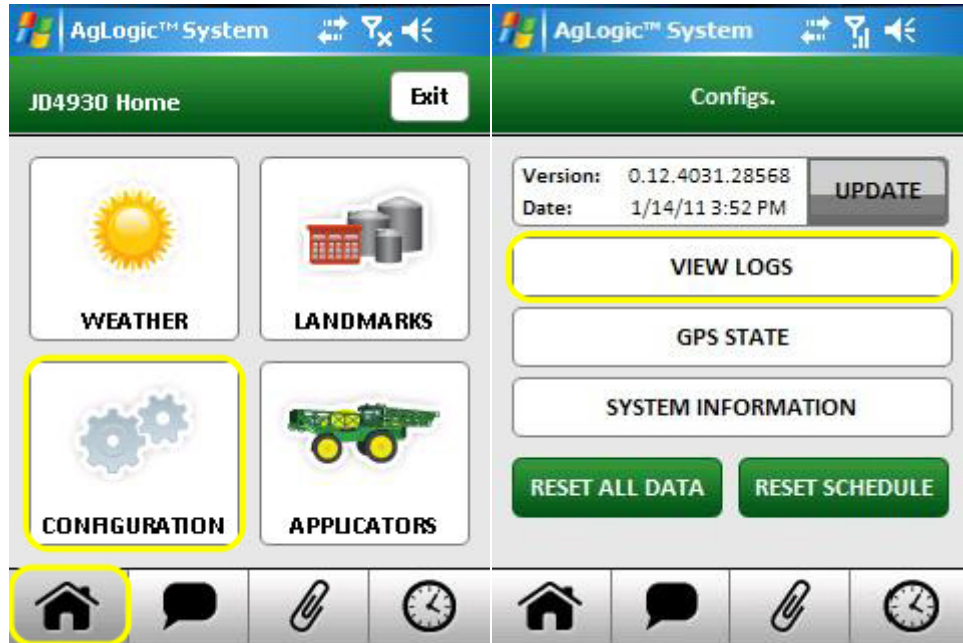 AgLogic™ System
JD4930 Home
Exit
WEATHER
LANDMARKS
CONFIGURATION
APPLICATORS
AgLogic™ System
Configs.
Version: 0.12.4031.28568
Date: 1/14/11 3:52 PM
UPDATE
VIEW LOGS
GPS STATE
SYSTEM INFORMATION
RESET ALL DATA
RESET SCHEDULE